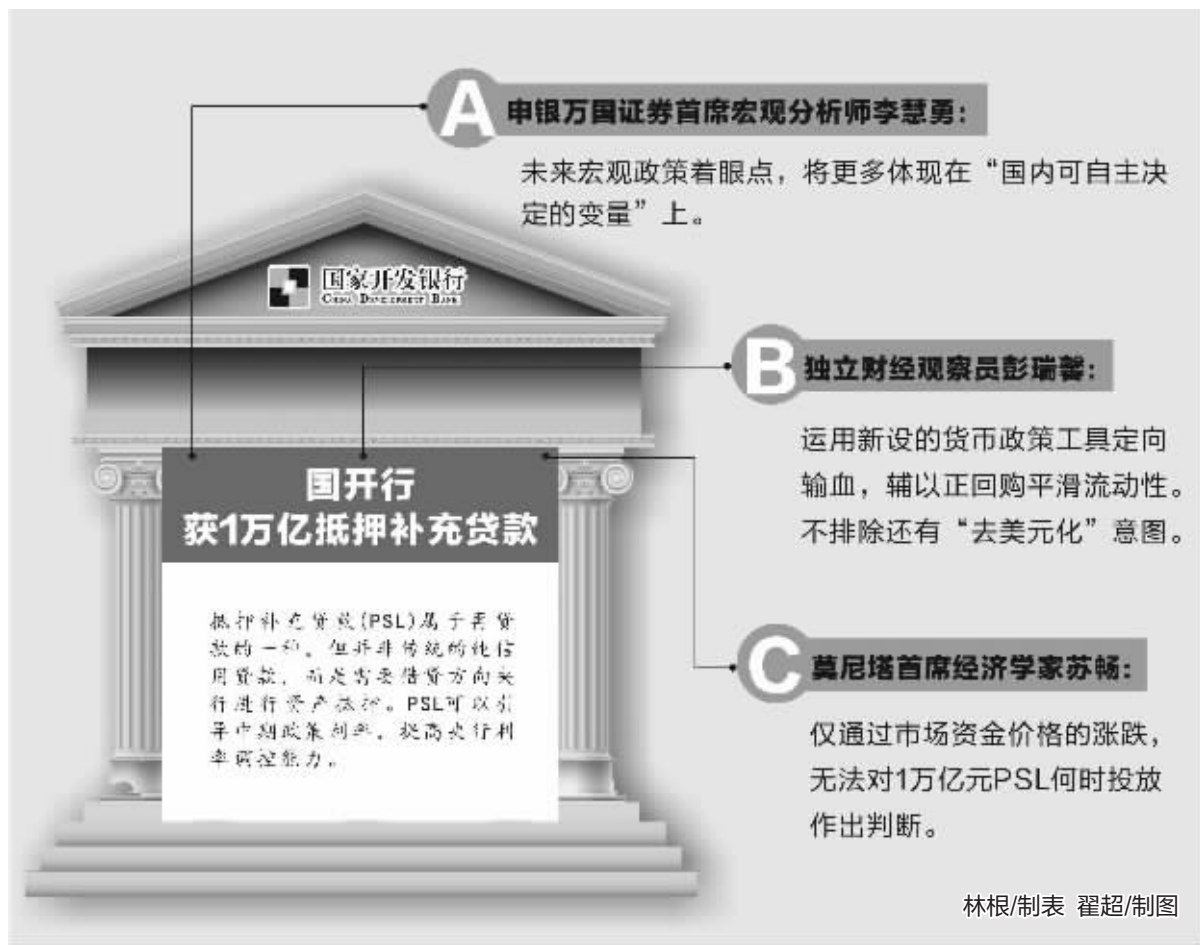 A
申银万国证券首席宏观分析师李慧勇：
未来宏观政策着眼点，将更多体现在“国内可自主决
定的变量”上。
国家开发银行
CHINA DEVELOPMENT BANK
B
独立财经观察员彭瑞馨：
运用新设的货币政策工具定向
输血，辅以正回购平滑流动性。
不排除还有“去美元化”意图。
国开行
获1万亿抵押补充贷款
抵押补充贷款(PSL)属于再贷
款的一种，但并非传统的纯信
用贷款，而是需要借贷方向央
行进行资产抵押。PSL可以引
导中期政策利率，提高央行利
率调控能力。
C
莫尼塔首席经济学家苏畅：
仅通过市场资金价格的涨跌，
无法对1万亿元PSL何时投放
作出判断。
林根/制表 翟超/制图